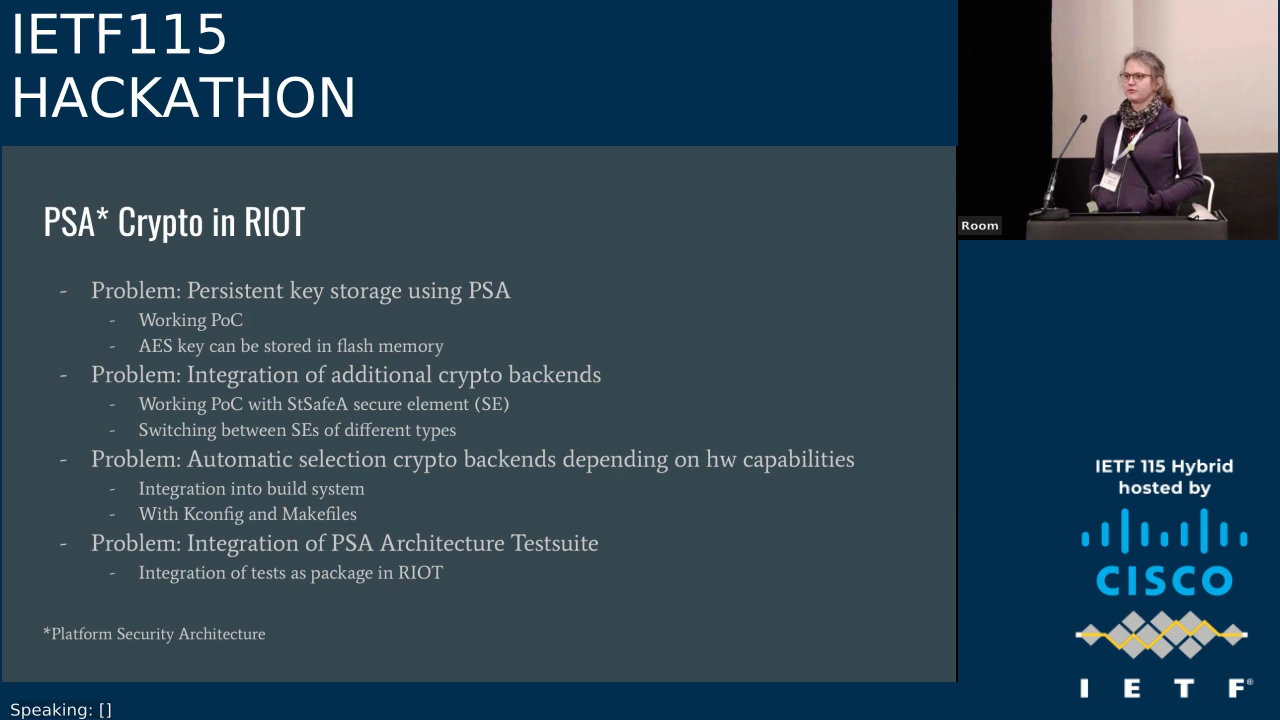 IETF115
HACKATHON
PSA* Crypto in RIOT
- Problem: Persistent key storage using PSA
- Working PoC
- AES key can be stored in flash memory
- Problem: Integration of additional crypto backends
- Working PoC with StSafeA secure element (SE)
- Switching between SEs of different types
- Problem: Automatic selection crypto backends depending on hw capabilities
- Integration into build system
- With Kconfig and Makefiles
- Problem: Integration of PSA Architecture Testsuite
- Integration of tests as package in RIOT
*Platform Security Architecture
Speaking: []
Room
IETF 115 Hybrid
hosted by
CISCO
I E T F®